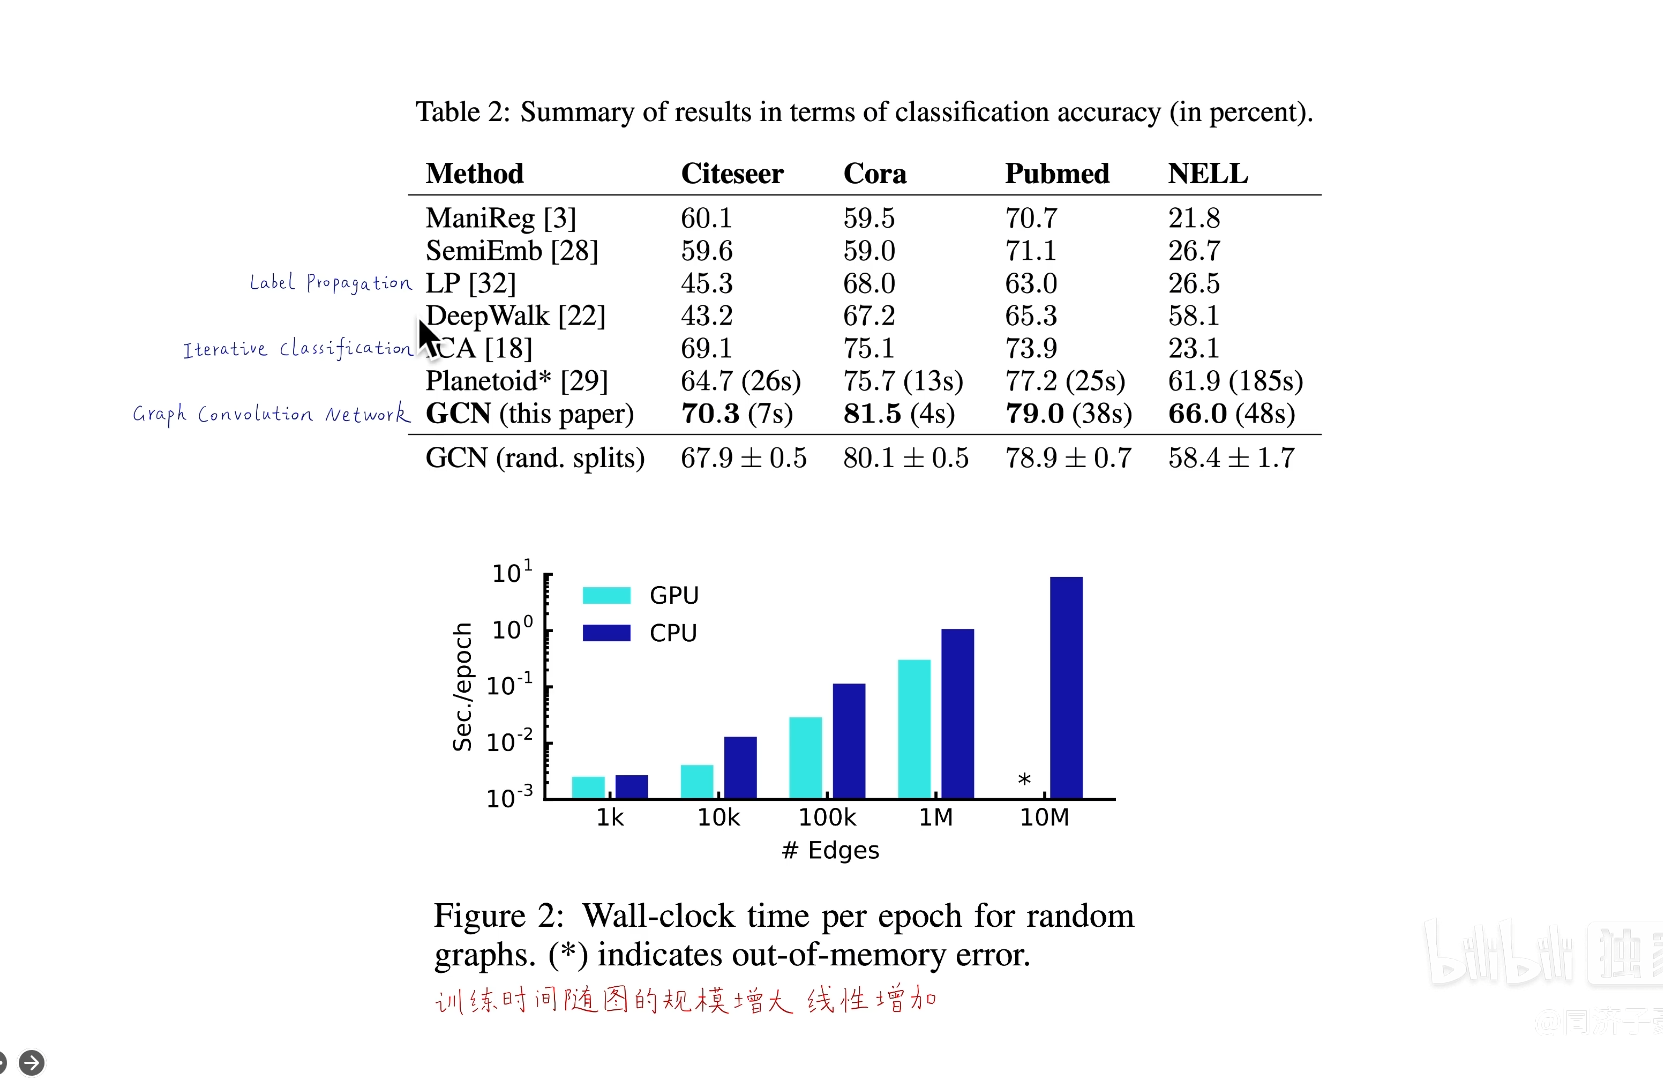 Table 2: Summary of results in terms of classification accuracy (in percent).
Method Citeseer Cora Pubmed NELL
ManiReg [3] 60.1 59.5 70.7 21.8
SemiEmb [28] 59.6 59.0 71.1 26.7
Label Propagation LP [32] 45.3 68.0 63.0 26.5
DeepWalk [22] 43.2 67.2 65.3 58.1
Iterative Classification CA [18] 69.1 75.1 73.9 23.1
Planetoid* [29] 64.7 (26s) 75.7 (13s) 77.2 (25s) 61.9 (185s)
Graph Convolution Network GCN (this paper) 70.3 (7s) 81.5 (4s) 79.0 (38s) 66.0 (48s)
GCN (rand. splits) 67.9 ± 0.5 80.1 ± 0.5 78.9 ± 0.7 58.4 ± 1.7
10^1
GPU
10^0
CPU
10^-1
10^-2
10^-3
Sec./epoch
*
1k 10k 100k 1M 10M
# Edges
Figure 2: Wall-clock time per epoch for random
graphs. (*) indicates out-of-memory error.
训练时间随图的规模增大 线性增加
bilibili 独
@同济子